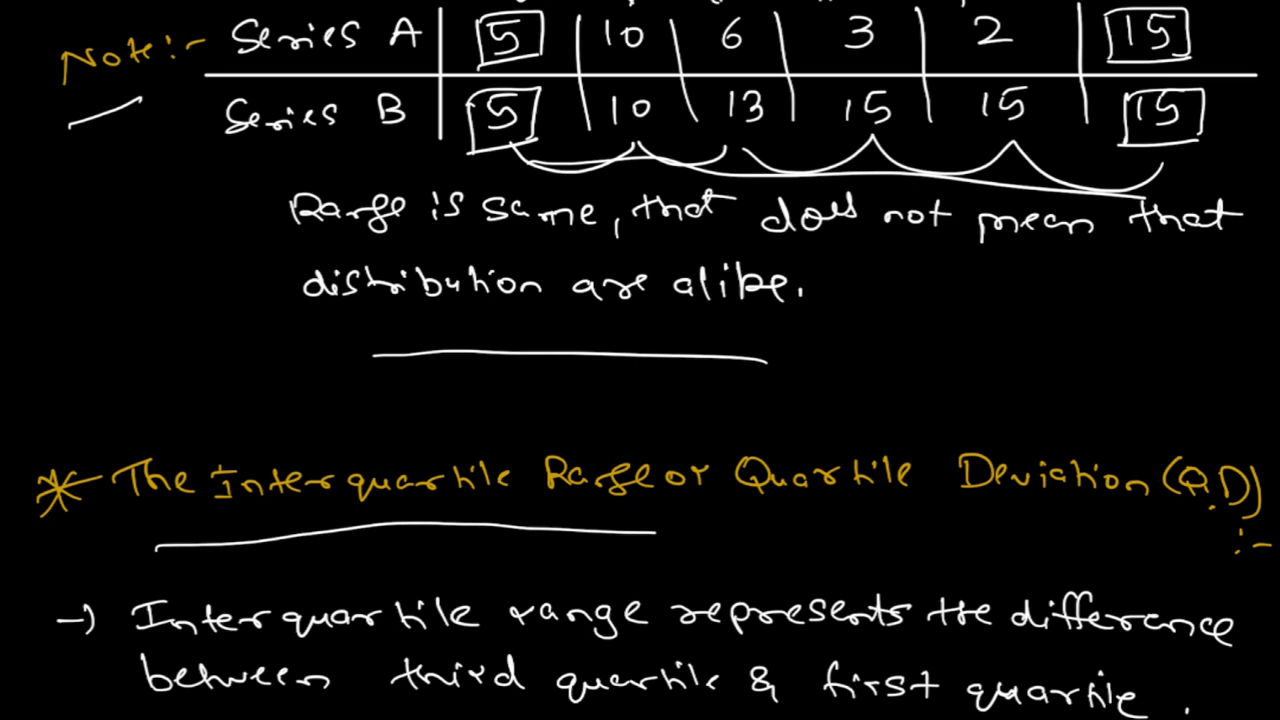 Note:- Series A | 5 | 10 | 6 | 3 | 2 | 15
Series B | 5 | 10 | 13 | 15 | 15 | 15
Range is same, that does not mean that
distribution are alike.
* The Interquartile Range or Quartile Deviation (Q.D)
:-
→ Interquartile range represents the difference
between third quartile & first quartile.